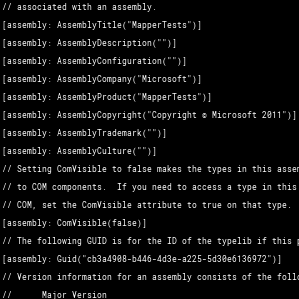 // associated with an assembly.
[assembly: AssemblyTitle("MapperTests")]
[assembly: AssemblyDescription("")]
[assembly: AssemblyConfiguration("")]
[assembly: AssemblyCompany("Microsoft")]
[assembly: AssemblyProduct("MapperTests")]
[assembly: AssemblyCopyright("Copyright © Microsoft 2011")]
[assembly: AssemblyTrademark("")]
[assembly: AssemblyCulture("")]
// Setting ComVisible to false makes the types in this
// to COM components.  If you need to access a type in this
// COM, set the ComVisible attribute to true on that type.
[assembly: ComVisible(false)]
// The following GUID is for the ID of the typelib if this
[assembly: Guid("cb3a4908-b446-4d3e-a225-5d30e6136972")]
// Version information for an assembly consists of the
//      Major Version